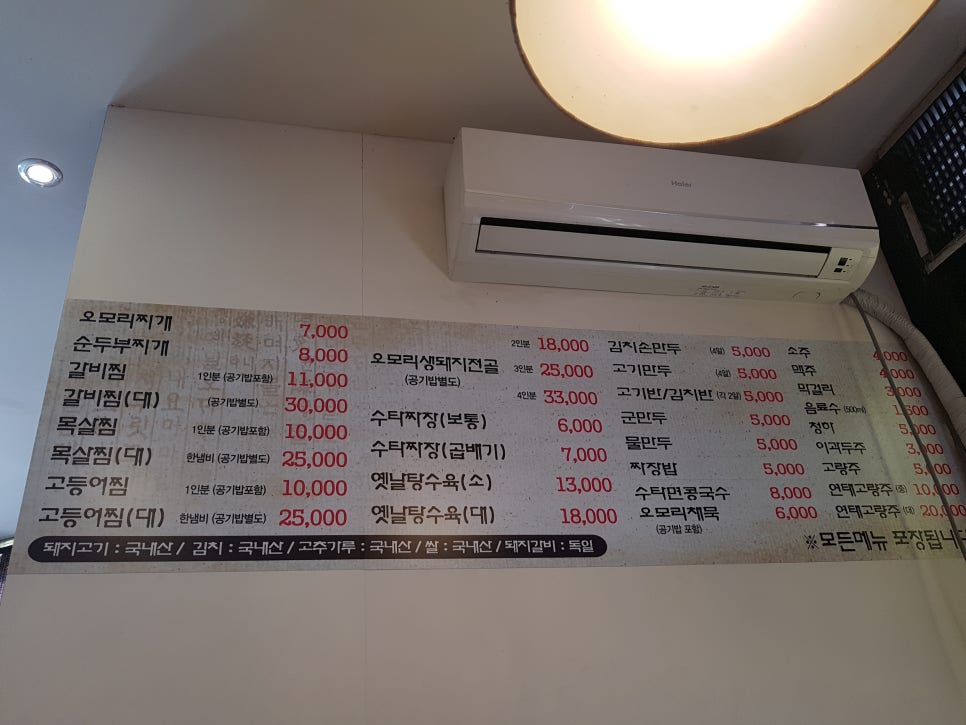 Haier
오모리찌개 7,000
순두부찌개 8,000
갈비찜 1인분 (공기밥포함) 11,000
갈비찜(대) (공기밥별도) 30,000
목살찜 1인분 (공기밥포함) 10,000
목살찜(대) 한냄비 (공기밥별도) 25,000
고등어찜 1인분 (공기밥포함) 10,000
고등어찜(대) 한냄비 (공기밥별도) 25,000
오모리생돼지전골 (공기밥별도)
2인분 18,000
3인분 25,000
4인분 33,000
수타짜장(보통) 6,000
수타짜장(곱배기) 7,000
옛날탕수육(소) 13,000
옛날탕수육(대) 18,000
김치손만두 (4알) 5,000
고기만두 (4알) 5,000
고기반/김치반 (각 2알) 5,000
군만두 5,000
물만두 5,000
짜장밥 5,000
수타면콩국수 8,000
오모리채묵 6,000
(공기밥 포함)
소주 4,000
맥주 4,000
막걸리 3,000
음료수 (500ml) 1,500
청하 5,000
이과두주 3,000
고량주 5,000
연태고량주 (중) 10,000
연태고량주 (대) 20,000
돼지고기 : 국내산 / 김치 : 국내산 / 고추가루 : 국내산 / 쌀 : 국내산 / 돼지갈비 : 독일
※모든메뉴 포장됩니